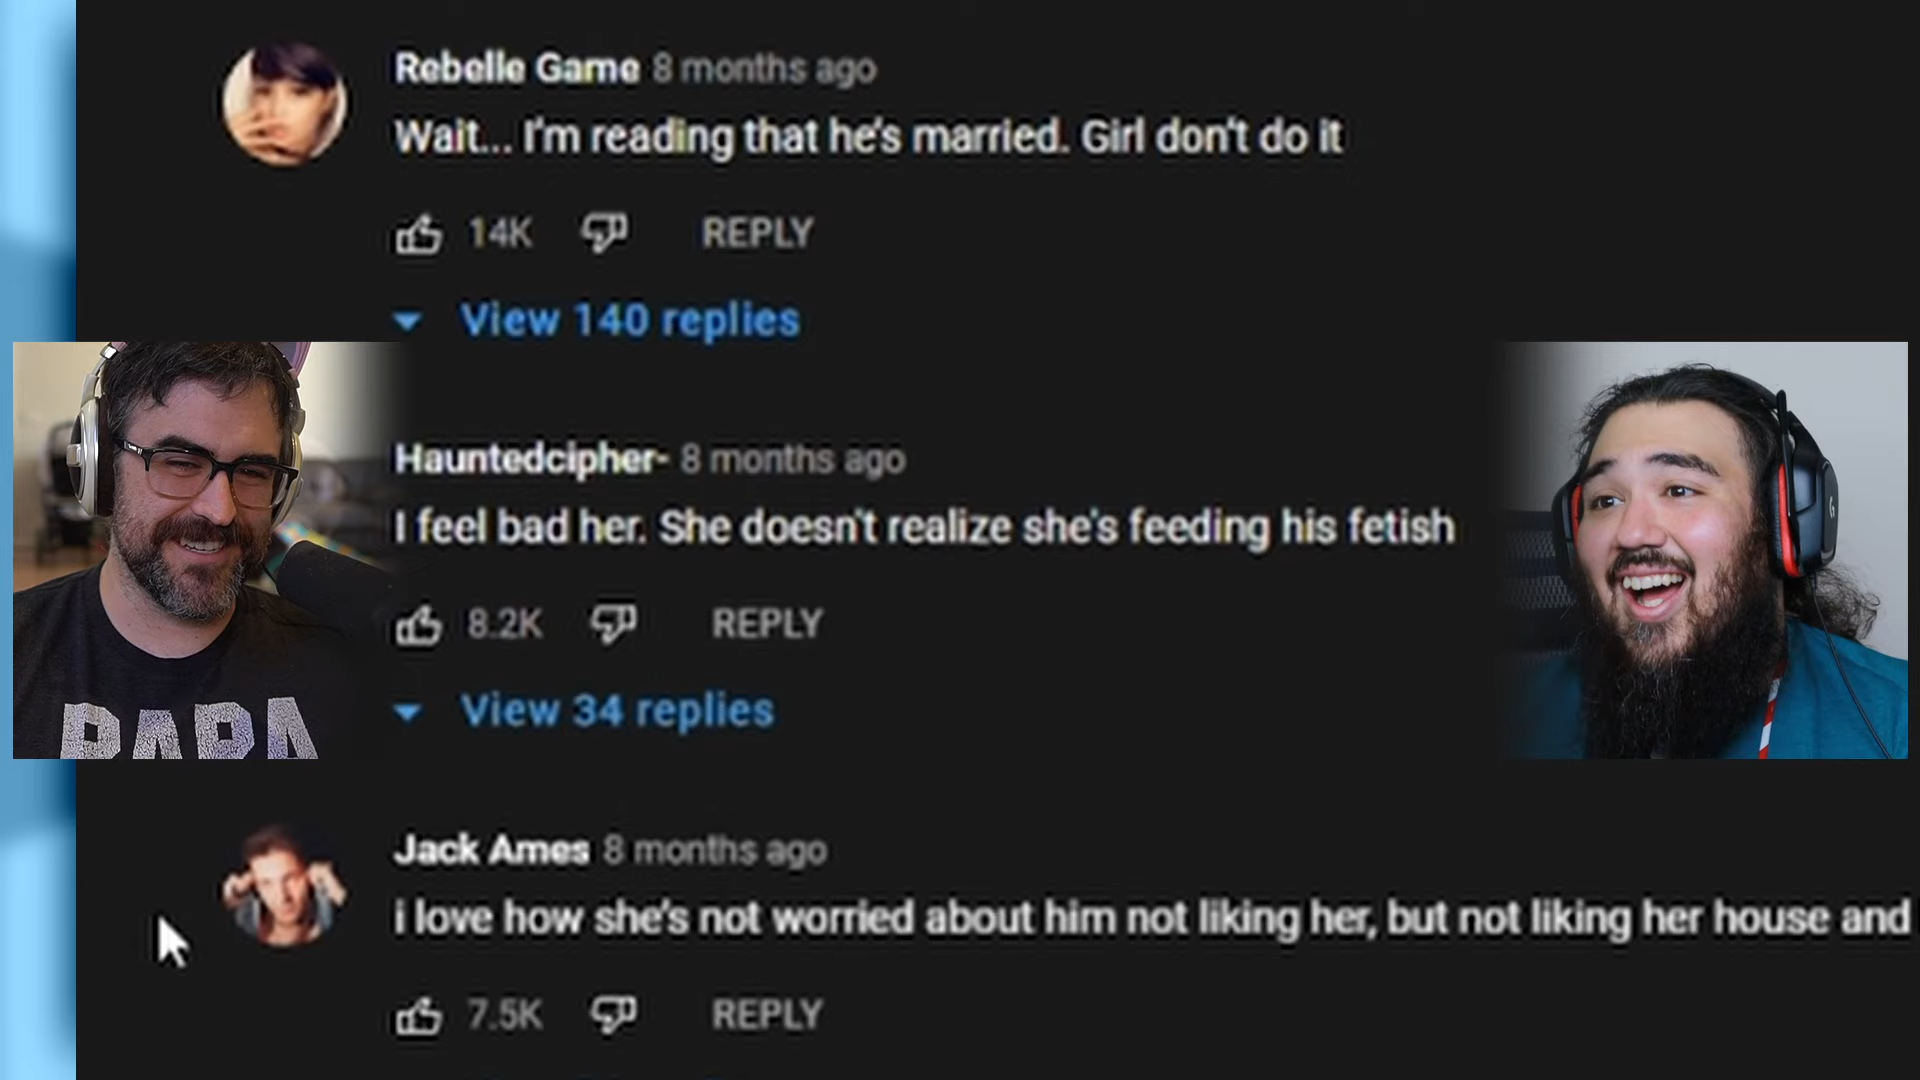 Rebelle Game 8 months ago
Wait... I'm reading that he's married. Girl don't do it
14K REPLY
View 140 replies
Hauntedcipher- 8 months ago
I feel bad her. She doesn't realize she's feeding his fetish
8.2K REPLY
View 34 replies
PAPA
G
Jack Ames 8 months ago
i love how she's not worried about him not liking her, but not liking her house and
7.5K REPLY